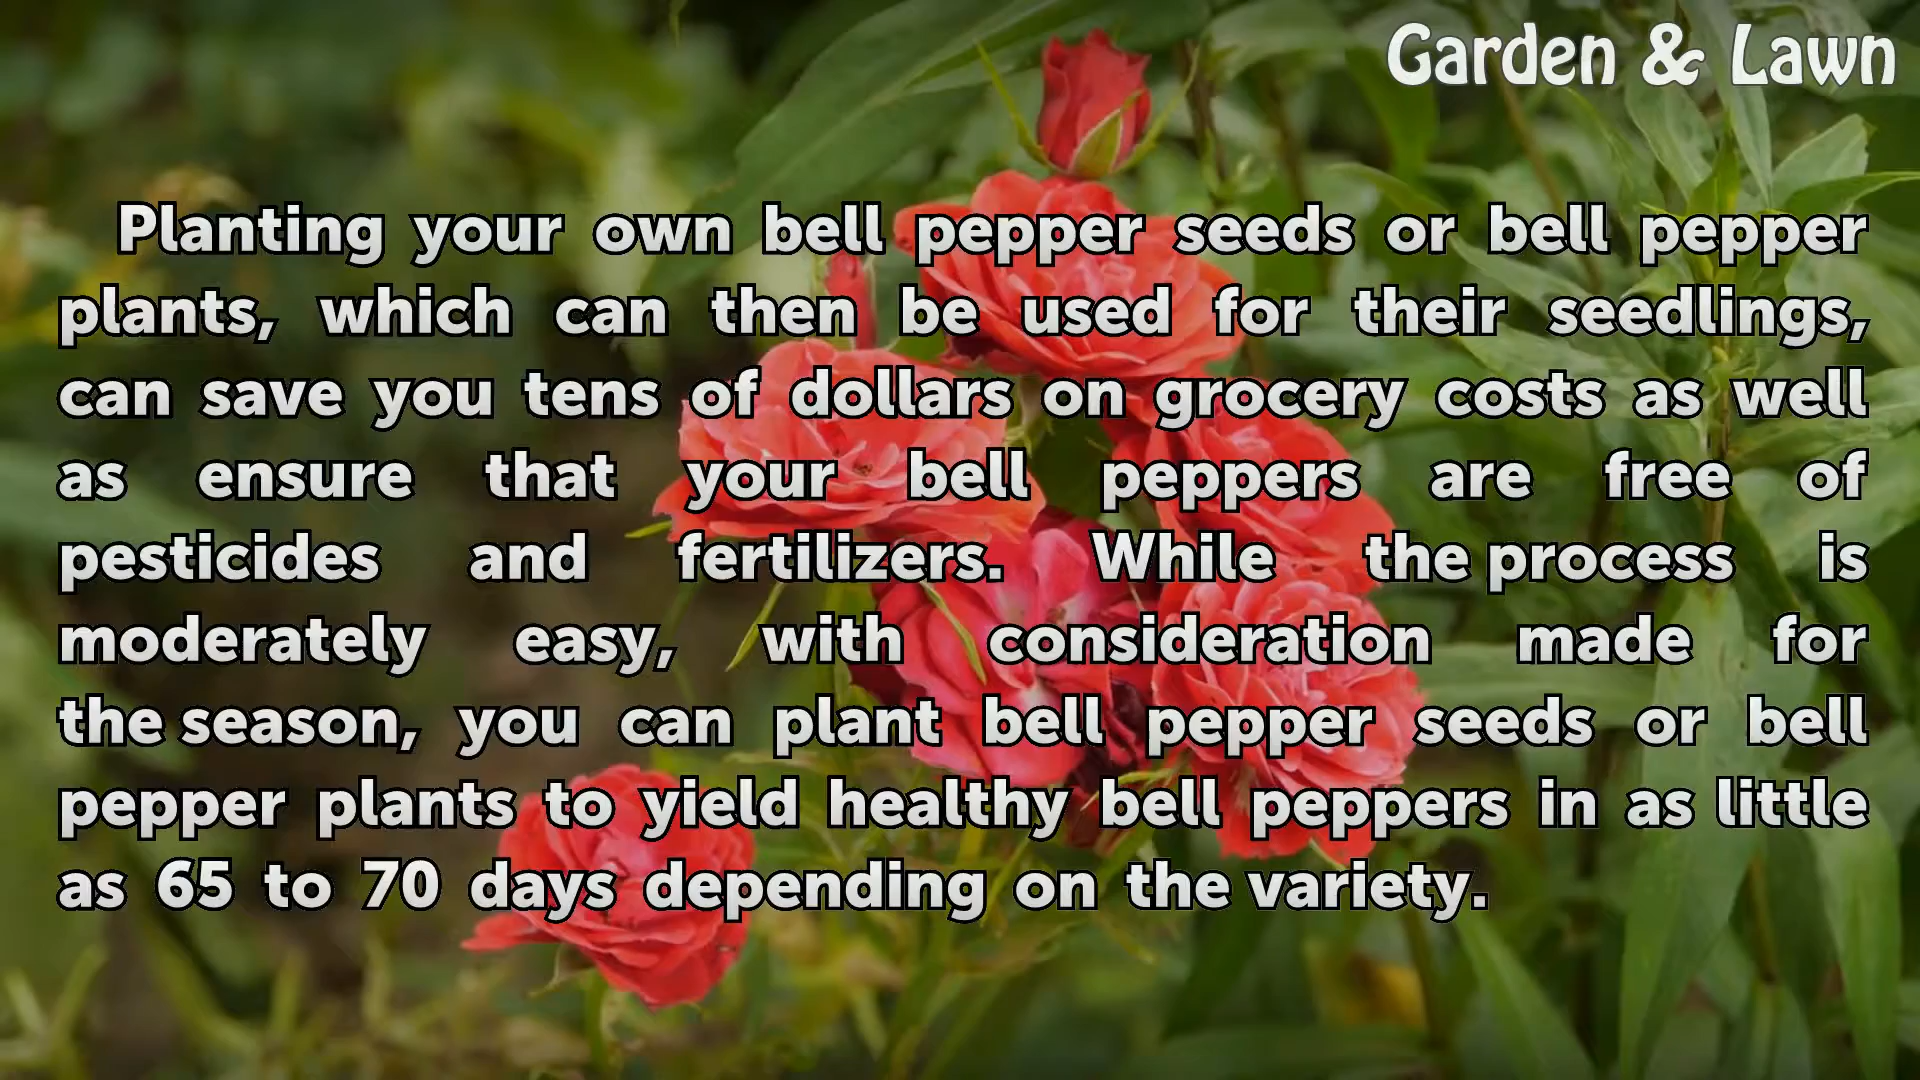 Garden & Lawn
Planting your own bell pepper seeds or bell pepper
plants, which can then be used for their seedlings,
can save you tens of dollars on grocery costs as well
as ensure that your bell peppers are free of
pesticides and fertilizers. While the process is
moderately easy, with consideration made for
the season, you can plant bell pepper seeds or bell
pepper plants to yield healthy bell peppers in as little
as 65 to 70 days depending on the variety.